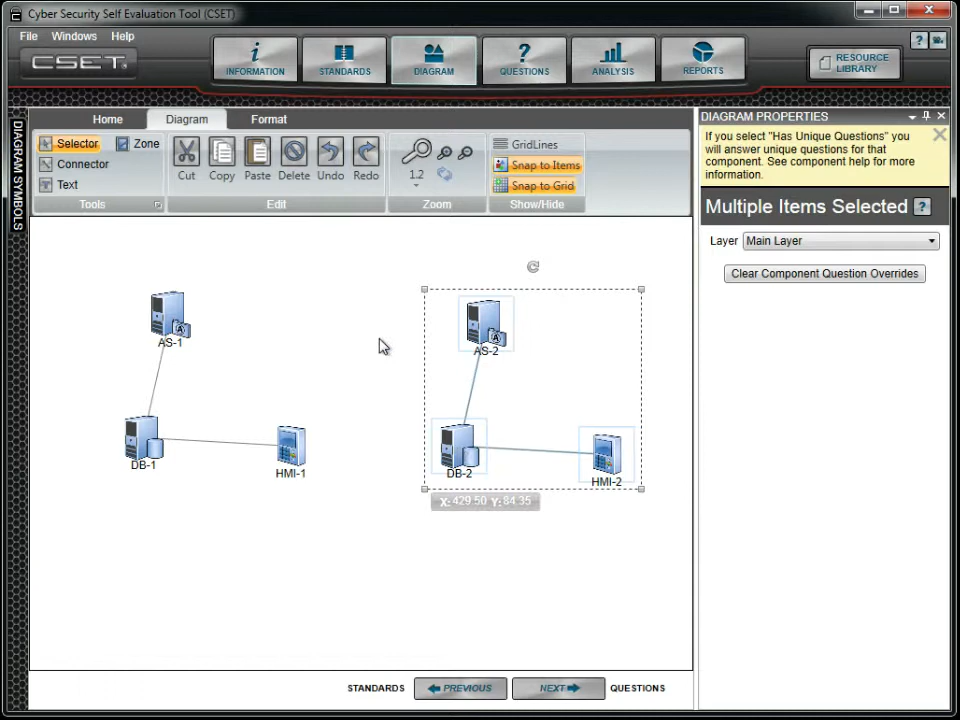 Cyber Security Self Evaluation Tool (CSET)
File Windows Help
CSET
INFORMATION
STANDARDS
DIAGRAM
QUESTIONS
ANALYSIS
REPORTS
RESOURCE
LIBRARY
DIAGRAM SYMBOLS
Home Diagram Format
Selector Zone
Connector
Text
Tools
Cut Copy Paste Delete Undo Redo
Edit
1.2
Zoom
GridLines
Snap to Items
Snap to Grid
Show/Hide
DIAGRAM PROPERTIES
If you select "Has Unique Questions" you
will answer unique questions for that
component. See component help for more
information.
Multiple Items Selected ?
Layer Main Layer
Clear Component Question Overrides
A
AS-1
DB-1
HMI-1
A
AS-2
DB-2
HMI-2
X: 429.50 Y: 84.35
STANDARDS PREVIOUS NEXT QUESTIONS